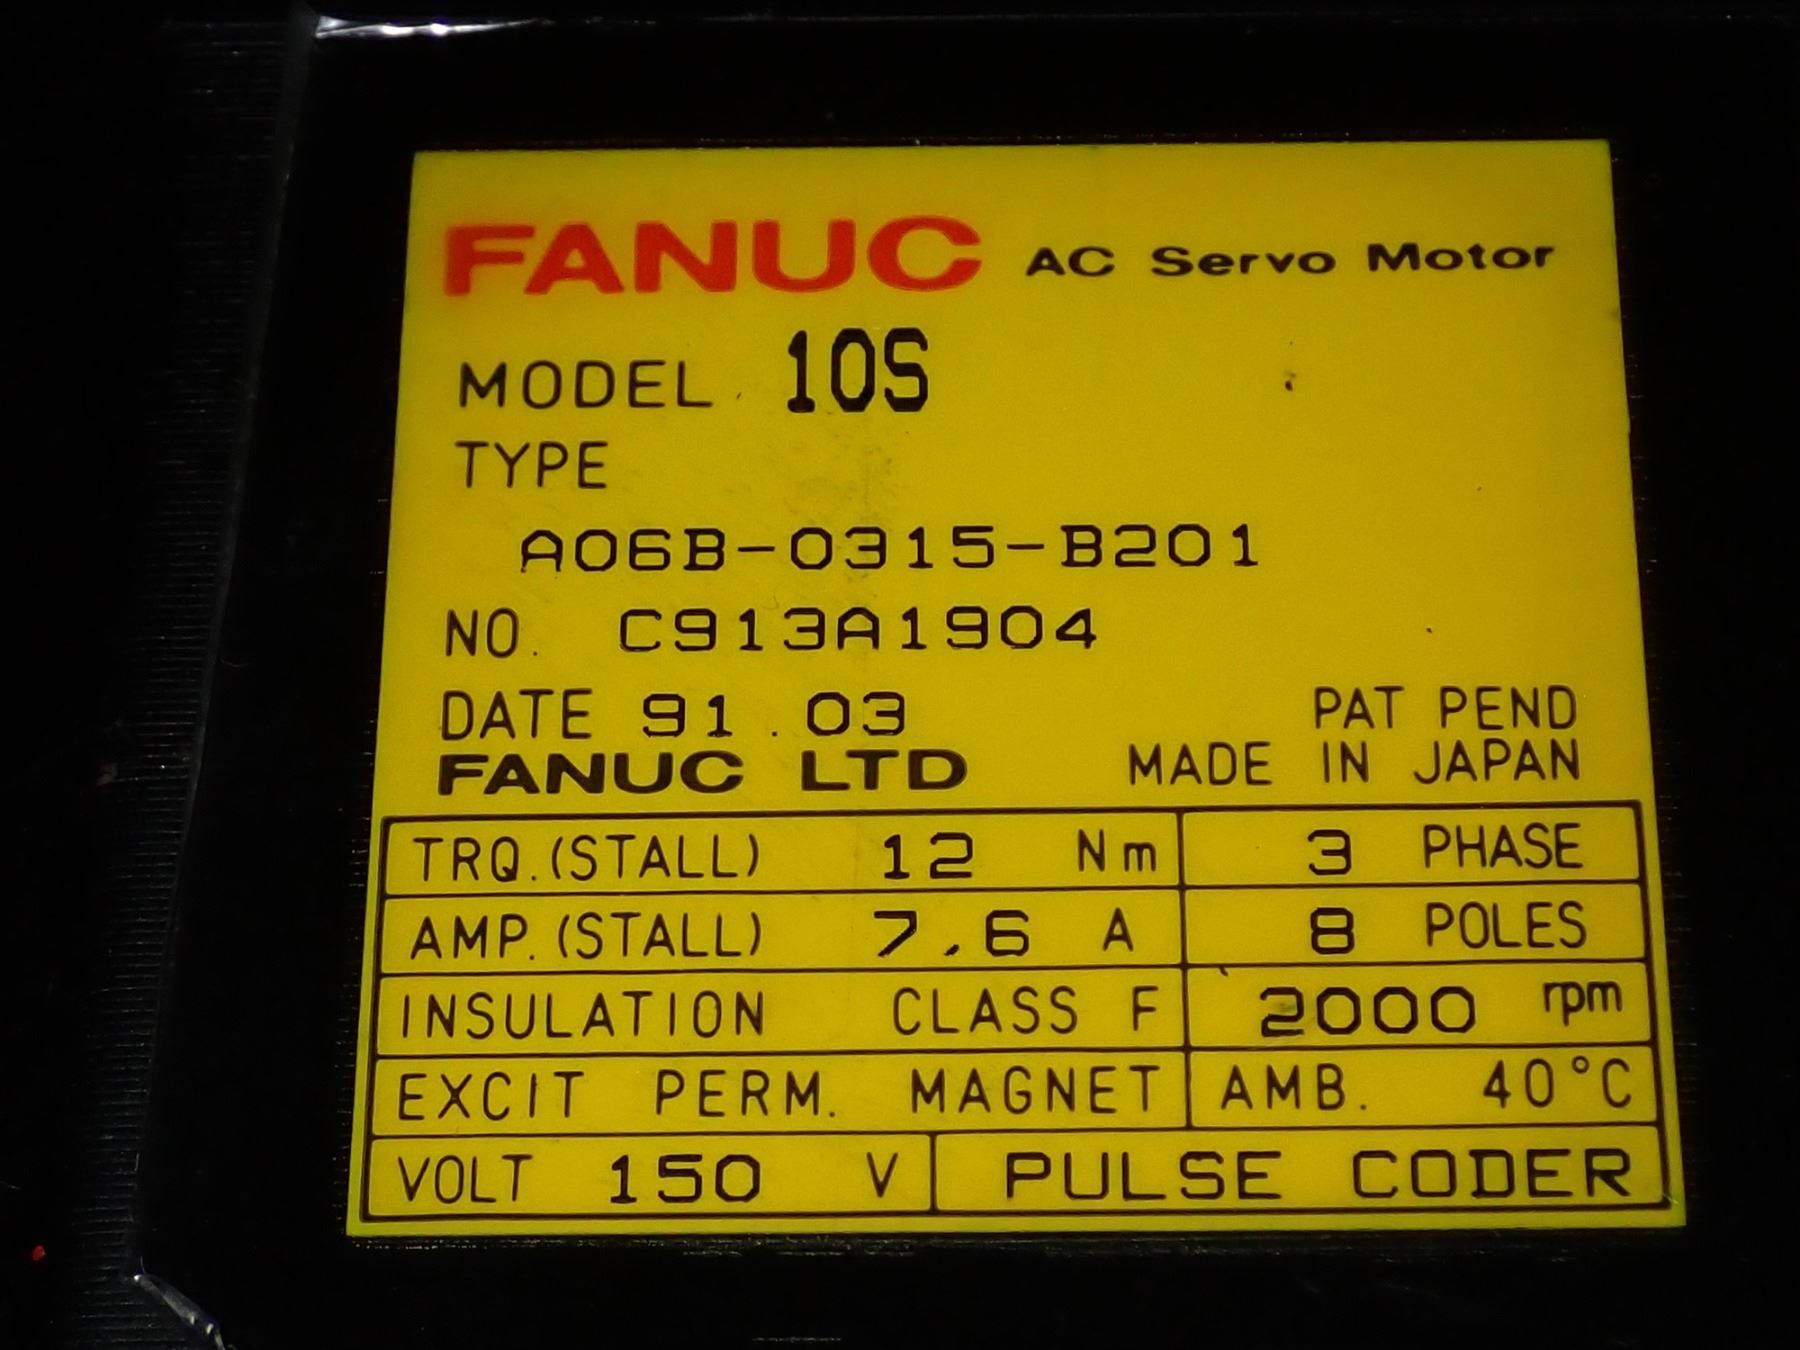 FANUC AC Servo Motor
MODEL 10S
TYPE
A06B-0315-B201
NO. C913A1904
DATE 91.03
PAT PEND
FANUC LTD MADE IN JAPAN
TRQ.(STALL) 12 Nm 3 PHASE
AMP.(STALL) 7.6 A 8 POLES
INSULATION CLASS F 2000 rpm
EXCIT PERM. MAGNET AMB. 40°C
VOLT 150 V PULSE CODER